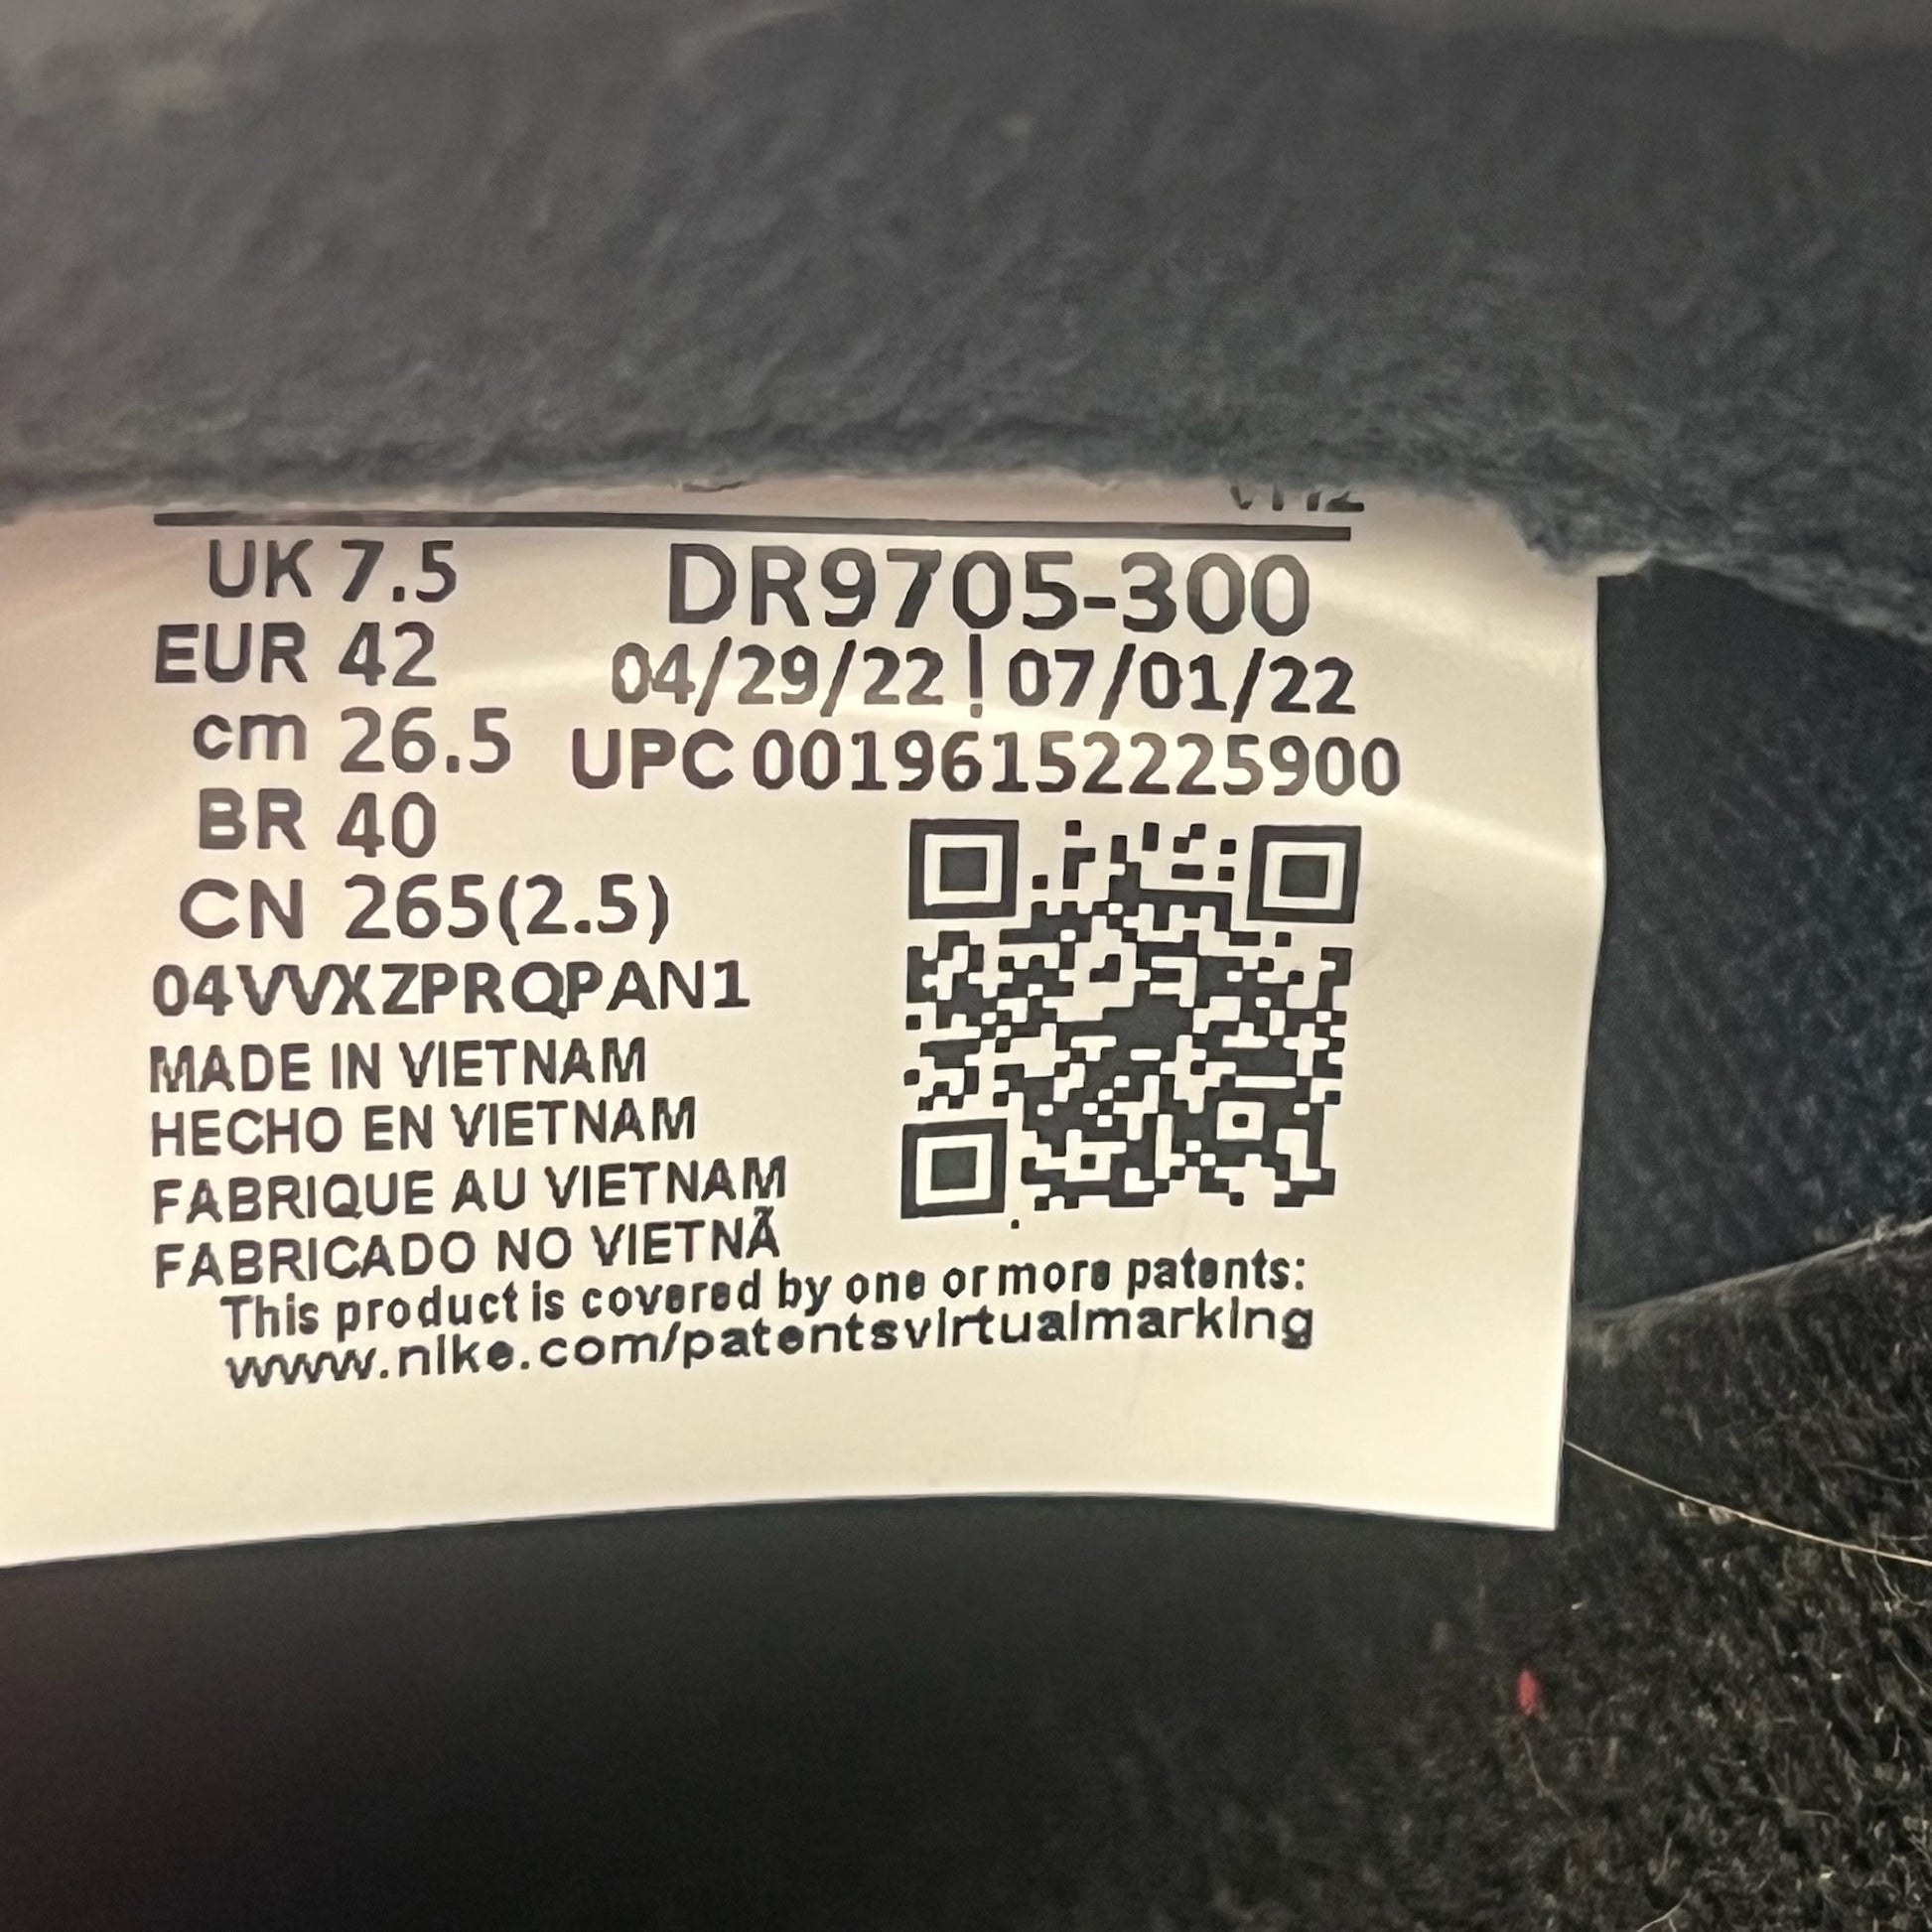 UK 7.5
EUR 42
cm 26.5
BR 40
CN 265(2.5)
04VVXZPRQPAN1
DR9705-300
04/29/22 | 07/01/22
UPC 00196152225900
MADE IN VIETNAM
HECHO EN VIETNAM
FABRIQUE AU VIETNAM
FABRICADO NO VIETNÃ
This product is covered by one or more patents:
www.nike.com/patentsvirtualmarking